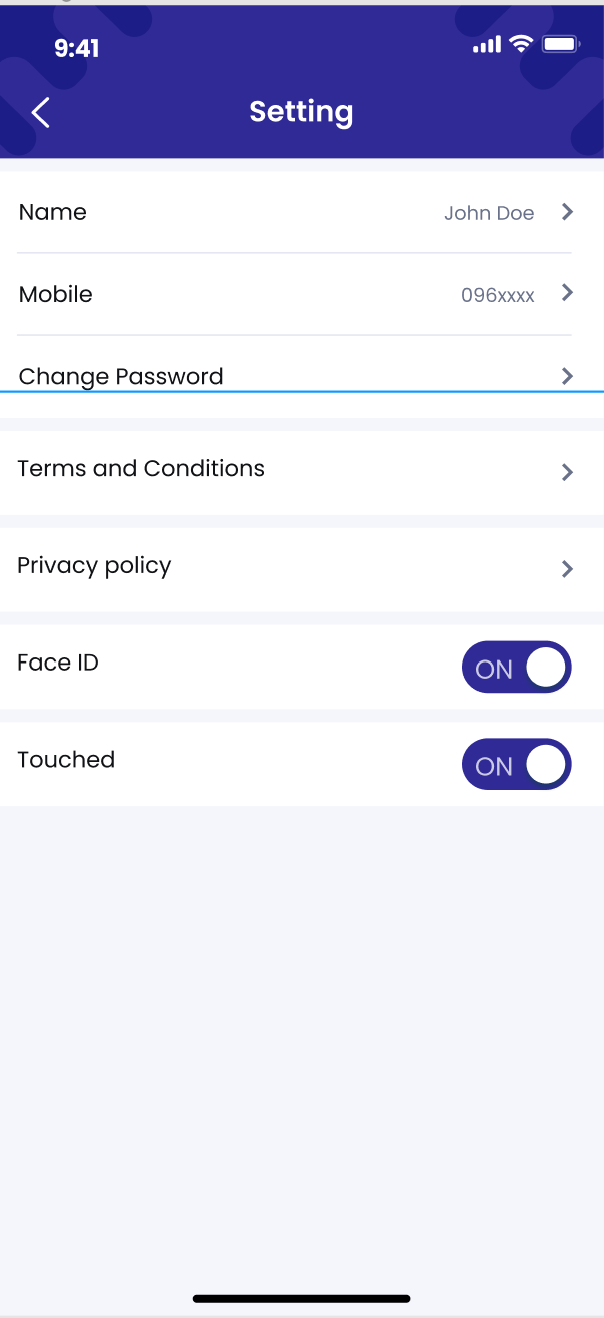 9:41
Setting
Name John Doe
Mobile 096xxxx
Change Password
Terms and Conditions
Privacy policy
Face ID ON
Touched ON